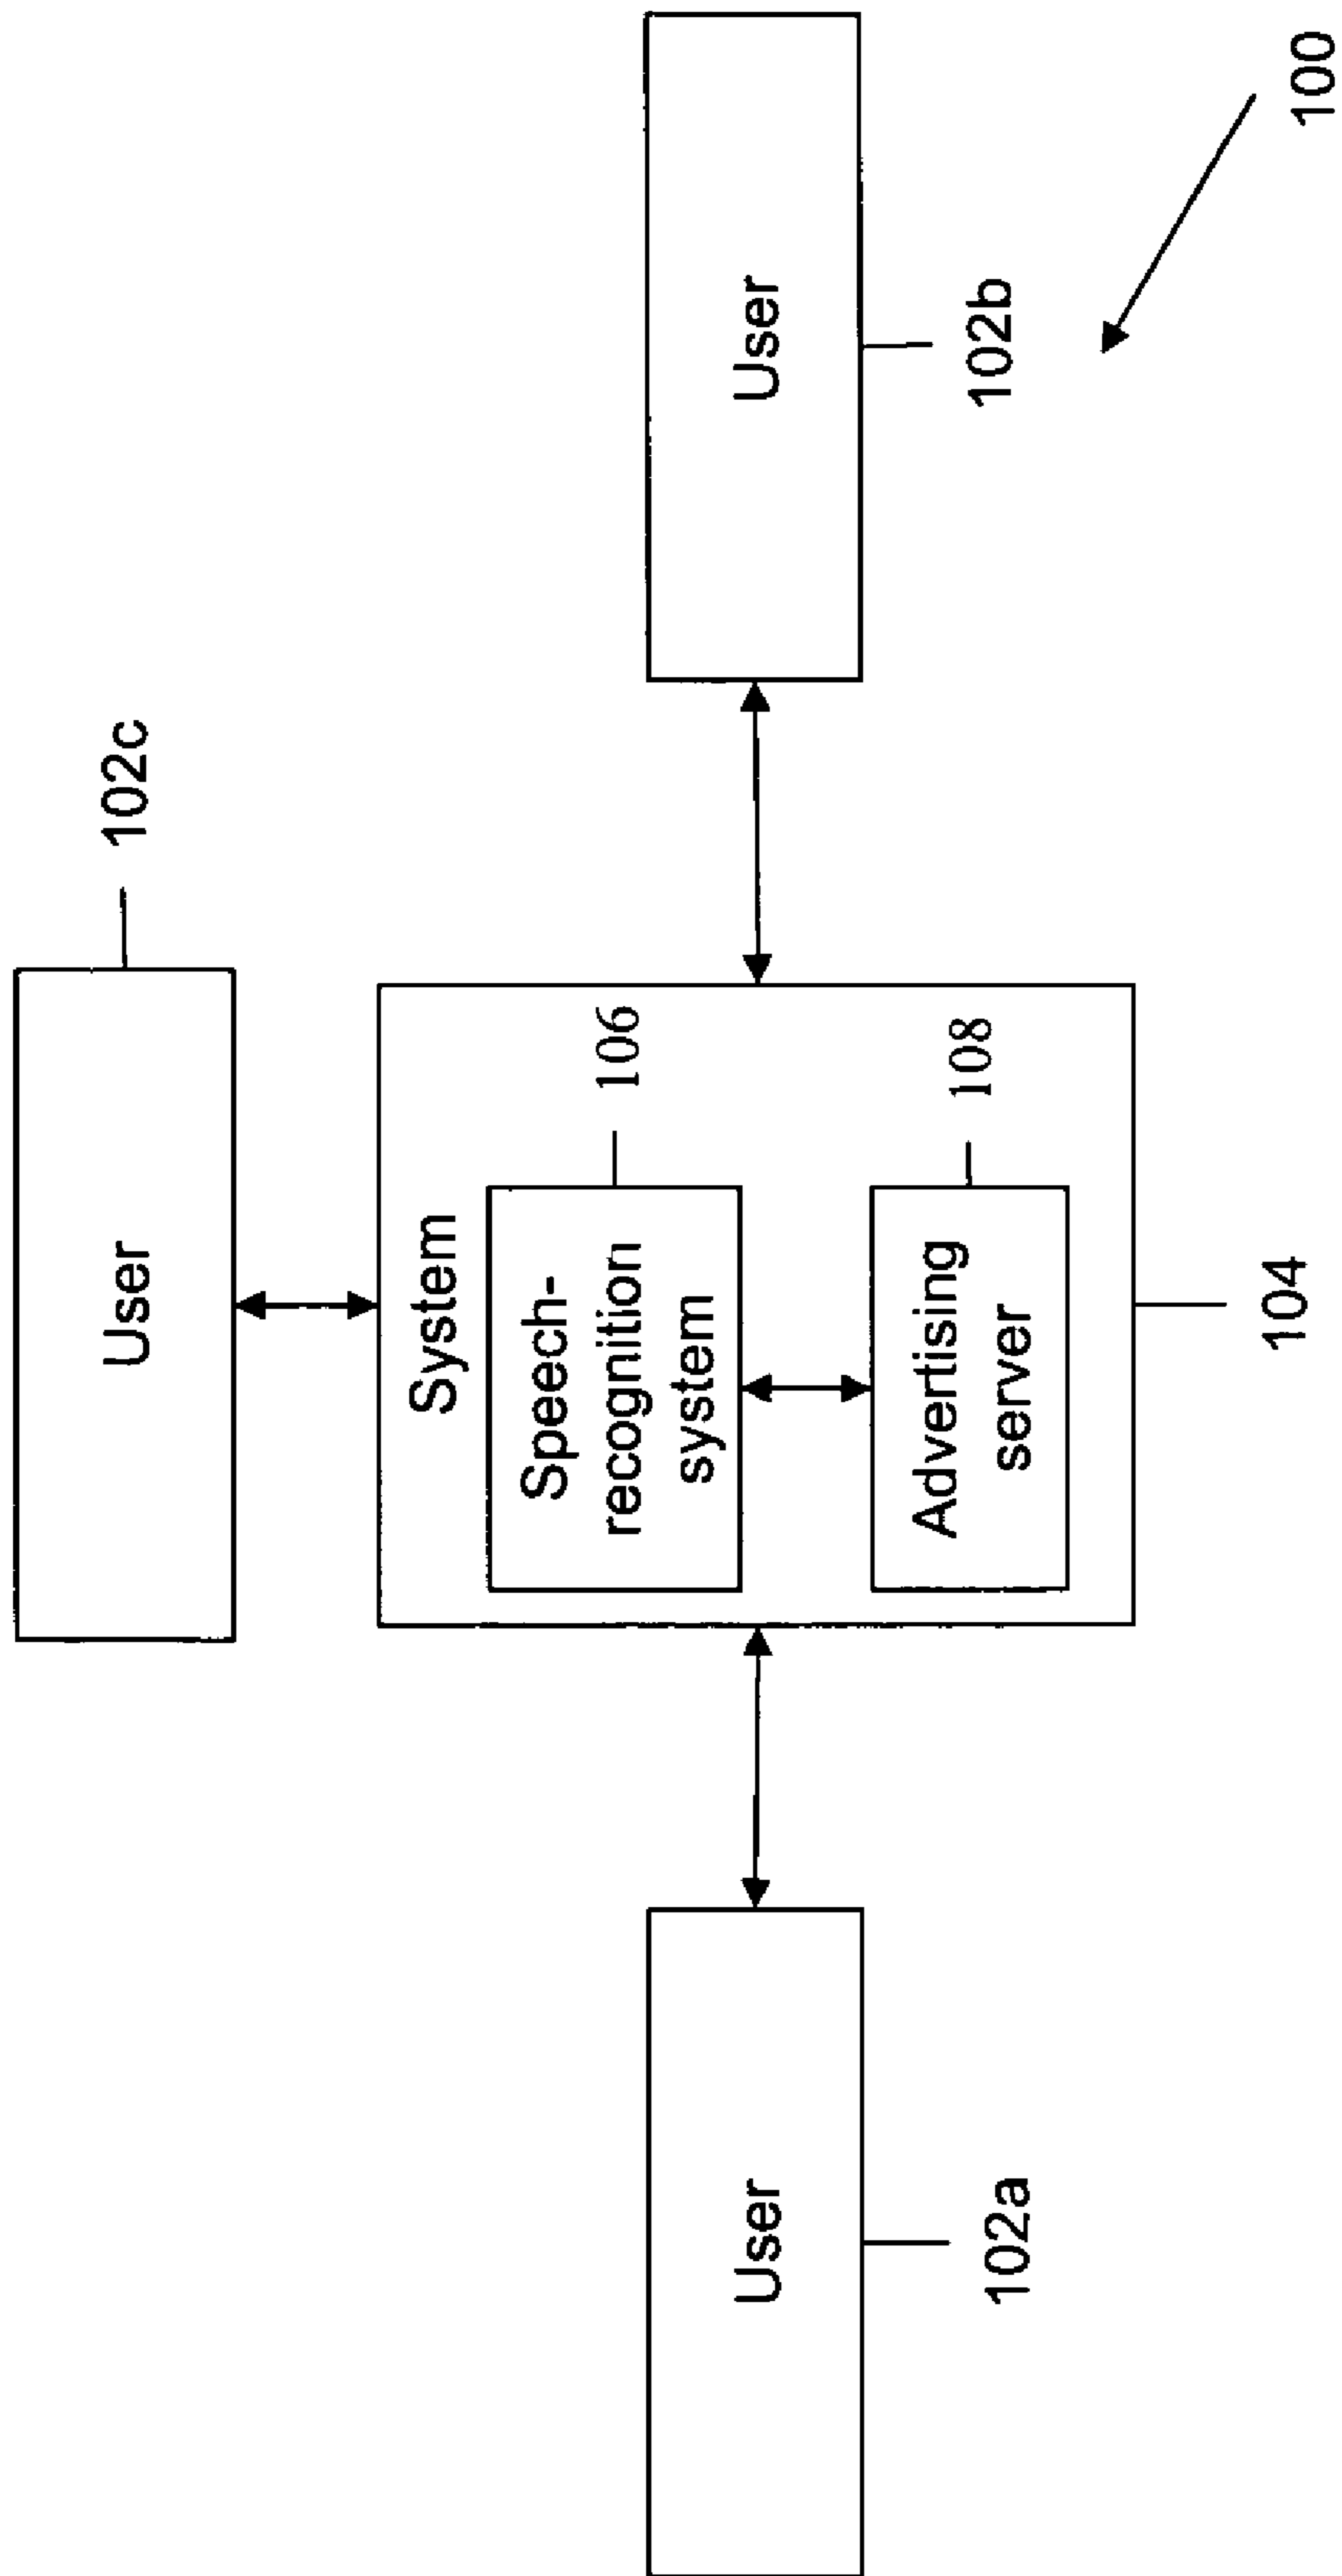 User
102c
System
Speech-
recognition
system
106
Advertising
server
108
104
User
102a
User
102b
100